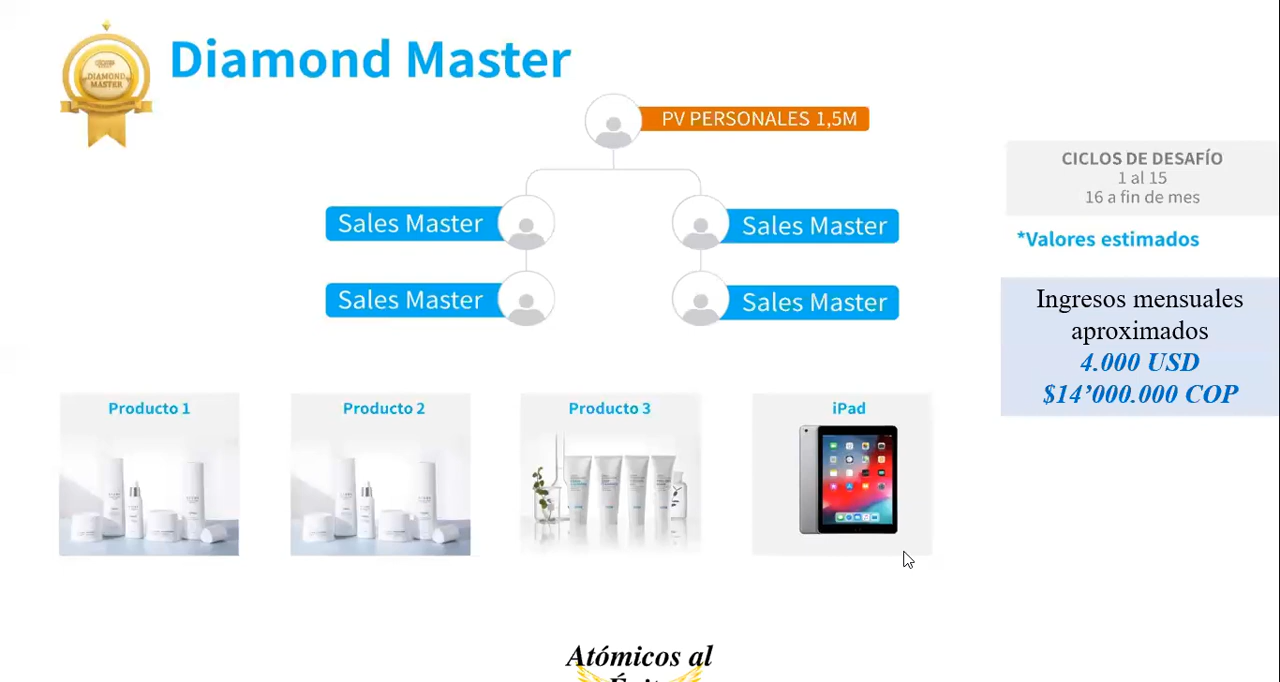 Diamond Master
DIAMOND
MASTER
PV PERSONALES 1,5M
Sales Master
Sales Master
Sales Master
Sales Master
CICLOS DE DESAFÍO
1 al 15
16 a fin de mes
*Valores estimados
Ingresos mensuales
aproximados
4.000 USD
$14’000.000 COP
Producto 1
Producto 2
Producto 3
iPad
Atómicos al